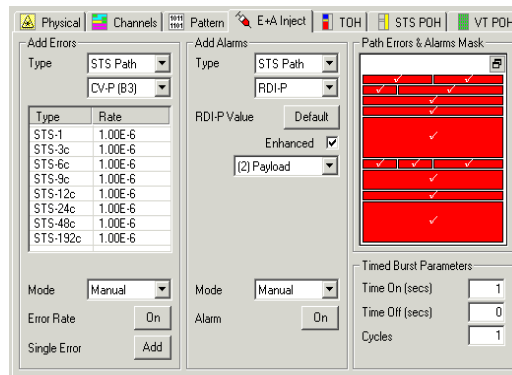 Physical Channels 1011 1101 Pattern E+A Inject TOH STS POH VT POH
Add Errors
Type STS Path
CV-P (B3)
Type Rate
STS-1 1.00E-6
STS-3c 1.00E-6
STS-6c 1.00E-6
STS-9c 1.00E-6
STS-12c 1.00E-6
STS-24c 1.00E-6
STS-48c 1.00E-6
STS-192c 1.00E-6
Mode Manual
Error Rate On
Single Error Add
Add Alarms
Type STS Path
RDI-P
RDI-P Value Default
Enhanced
(2) Payload
Mode Manual
Alarm On
Path Errors & Alarms Mask
Timed Burst Parameters
Time On (secs) 1
Time Off (secs) 0
Cycles 1